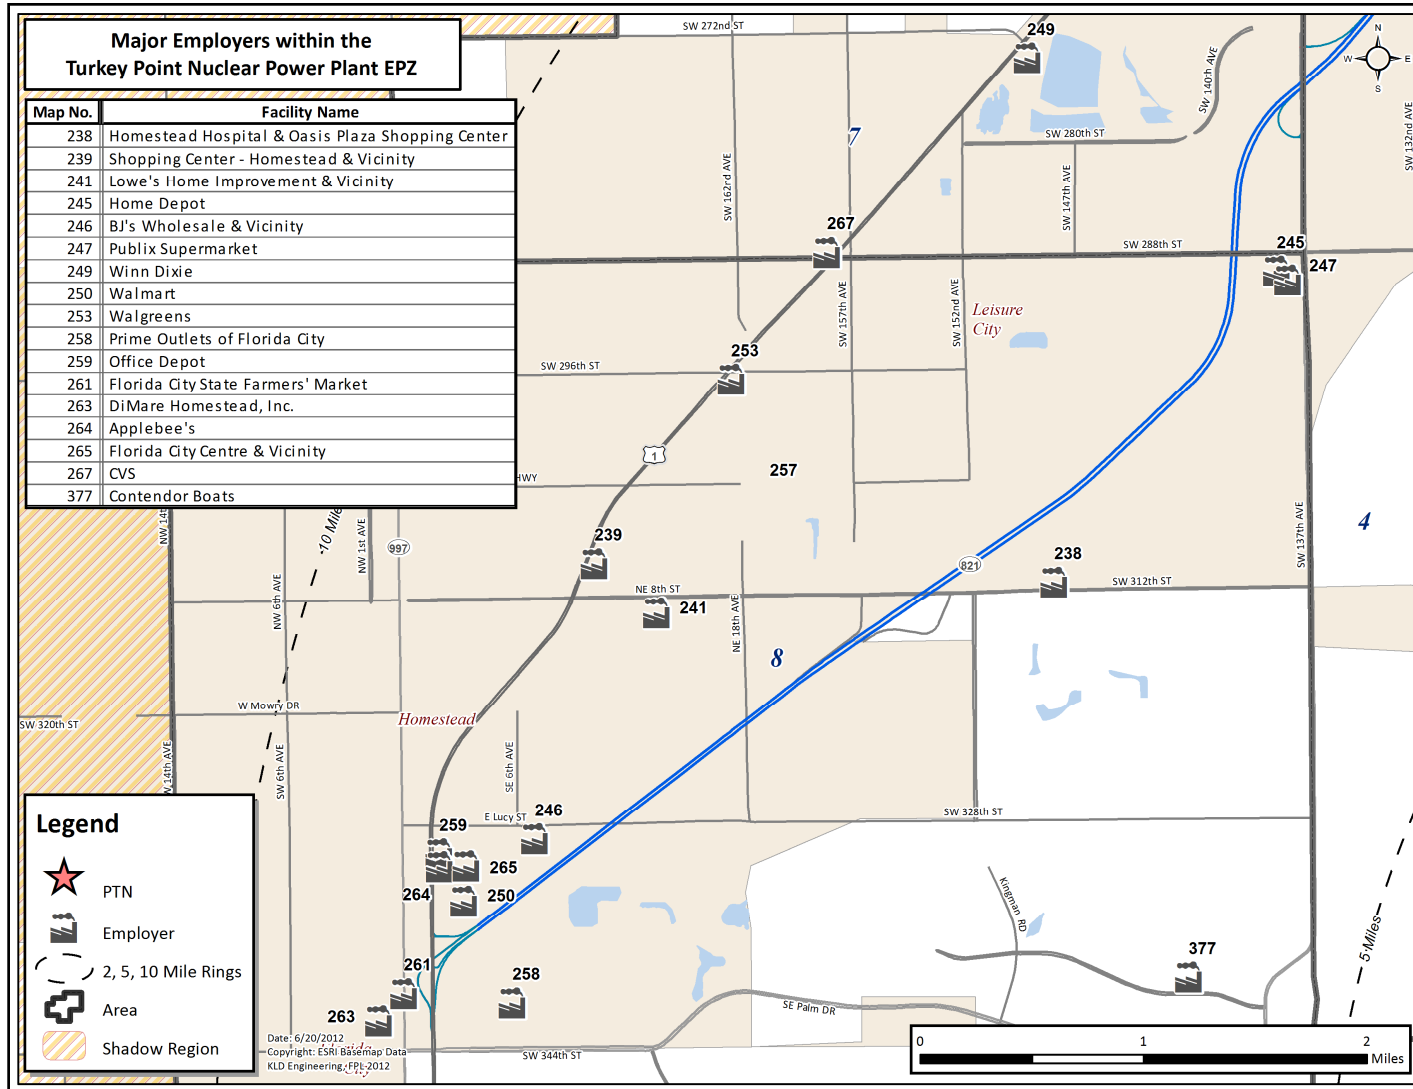 Major Employers within the
Turkey Point Nuclear Power Plant EPZ
Map No. Facility Name
238 Homestead Hospital & Oasis Plaza Shopping Center
239 Shopping Center - Homestead & Vicinity
241 Lowe's Home Improvement & Vicinity
245 Home Depot
246 BJ's Wholesale & Vicinity
247 Publix Supermarket
249 Winn Dixie
250 Walmart
253 Walgreens
258 Prime Outlets of Florida City
259 Office Depot
261 Florida City State Farmers' Market
263 DiMare Homestead, Inc.
264 Applebee's
265 Florida City Centre & Vicinity
267 CVS
377 Contendor Boats
SW 272nd ST
249
N
W E
S
SW 140th AVE
SW 132nd AVE
7
SW 280th ST
SW 162nd AVE
SW 147th AVE
267
SW 288th ST
245
247
SW 157th AVE
SW 152nd AVE
Leisure
City
253
SW 296th ST
1
257
HWY
NW 14t
10 Mile
NW 1st AVE
997
239
SW 137th AVE
4
821
238
SW 312th ST
NW 6th AVE
NE 8th ST
241
NE 18th AVE
8
W Mowry DR
SW 320th ST
Homestead
14th AVE
SW 6th AVE
SE 6th AVE
246
E Lucy ST
SW 328th ST
259
265
264
250
Kingman RD
377
5 Miles
261
258
263
SE Palm DR
SW 344th ST
City
Legend
PTN
Employer
2, 5, 10 Mile Rings
Area
Shadow Region
Date: 6/20/2012
Copyright: ESRI Basemap Data
KLD Engineering, FPL 2012
0 1 2
Miles